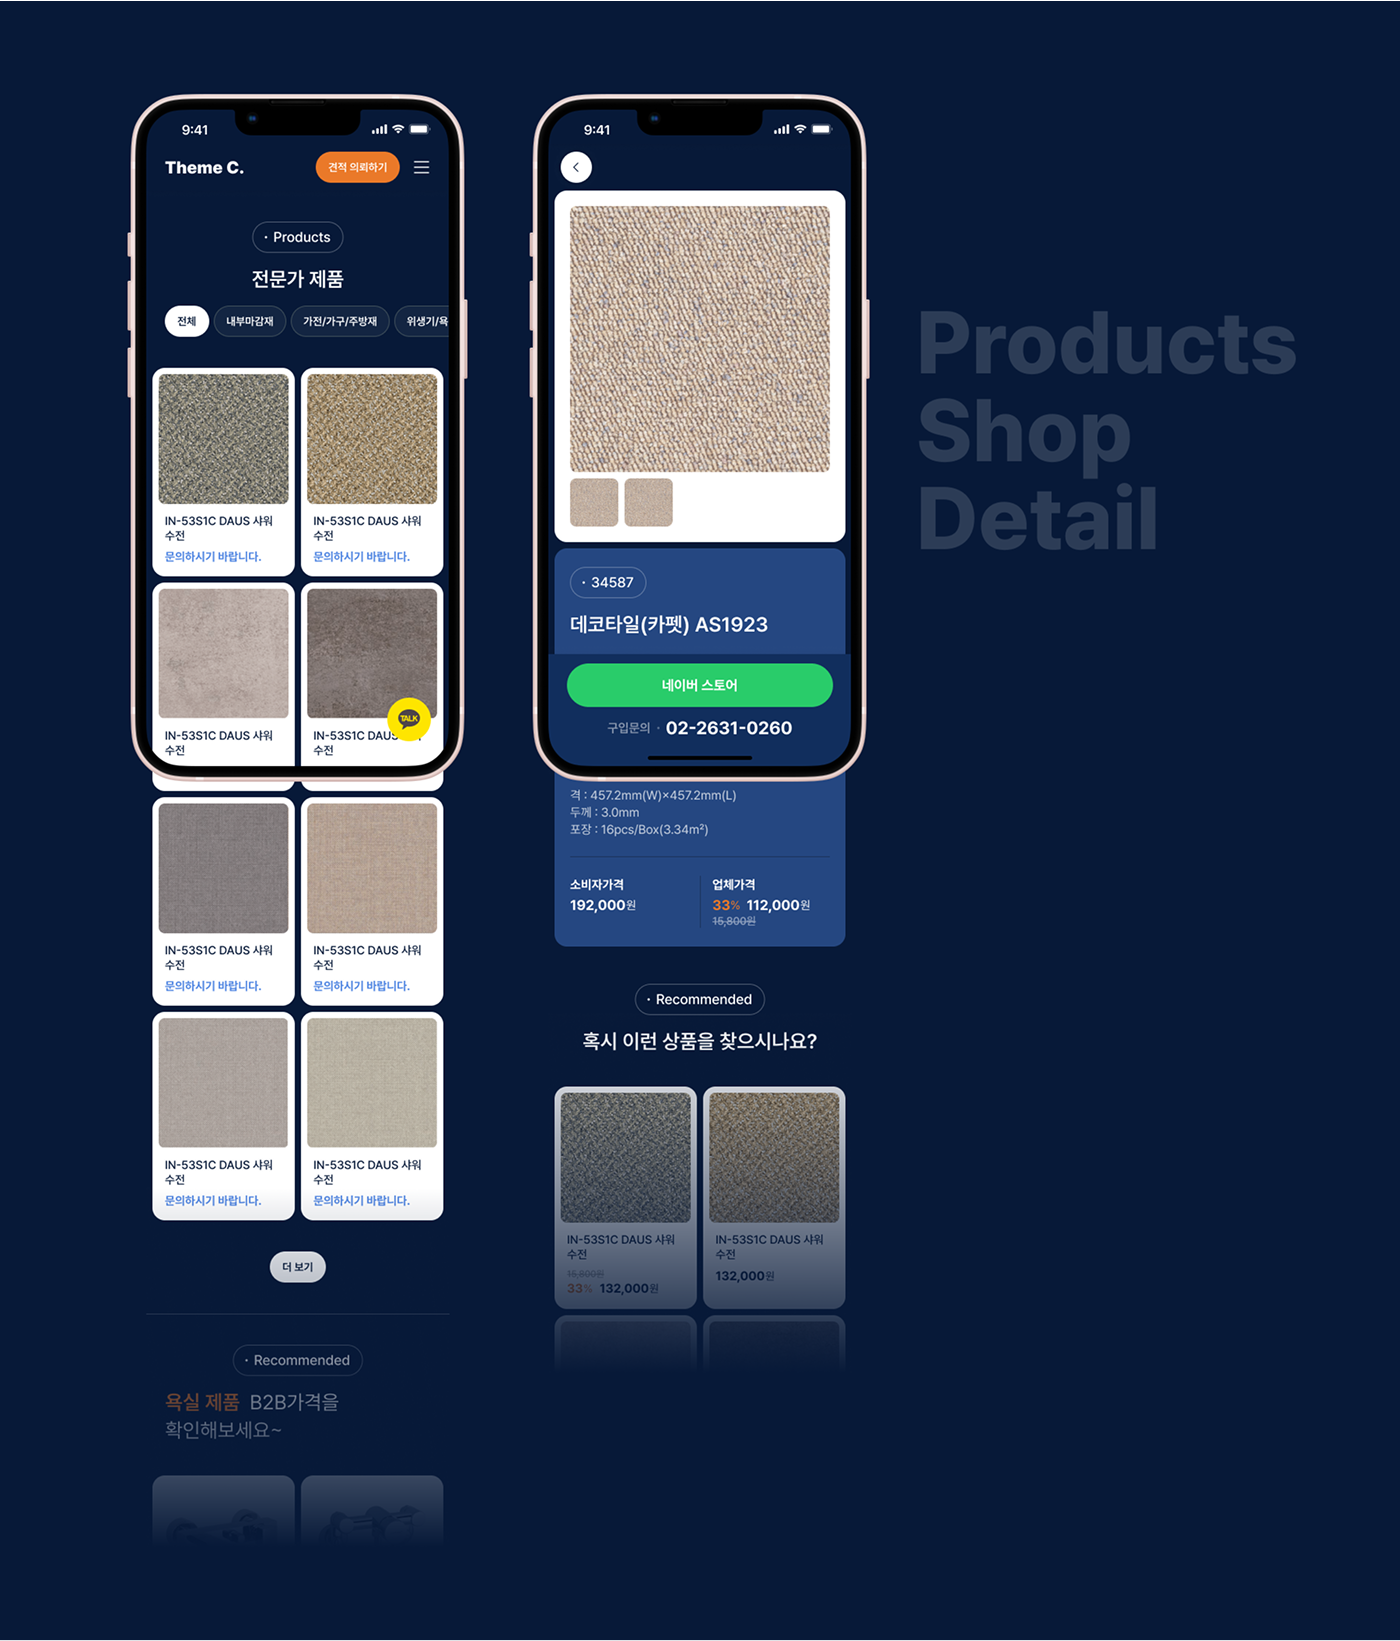 9:41
Theme C.
견적 의뢰하기
· Products
전문가 제품
전체
내부마감재
가전/가구/주방재
위생기/욕
IN-53S1C DAUS 샤워
수전
문의하시기 바랍니다.
IN-53S1C DAUS 샤워
수전
문의하시기 바랍니다.
IN-53S1C DAUS 샤워
수전
IN-53S1C DAUS 샤워
수전
TALK
IN-53S1C DAUS 샤워
수전
문의하시기 바랍니다.
IN-53S1C DAUS 샤워
수전
문의하시기 바랍니다.
IN-53S1C DAUS 샤워
수전
문의하시기 바랍니다.
IN-53S1C DAUS 샤워
수전
문의하시기 바랍니다.
더 보기
· Recommended
욕실 제품 B2B가격을
확인해보세요~
9:41
· 34587
데코타일(카펫) AS1923
네이버 스토어
구입문의 · 02-2631-0260
격 : 457.2mm(W)×457.2mm(L)
두께 : 3.0mm
포장 : 16pcs/Box(3.34m²)
소비자가격
192,000원
업체가격
33% 112,000원
15,800원
· Recommended
혹시 이런 상품을 찾으시나요?
IN-53S1C DAUS 샤워
수전
15,800원
33% 132,000원
IN-53S1C DAUS 샤워
수전
132,000원
Products
Shop
Detail